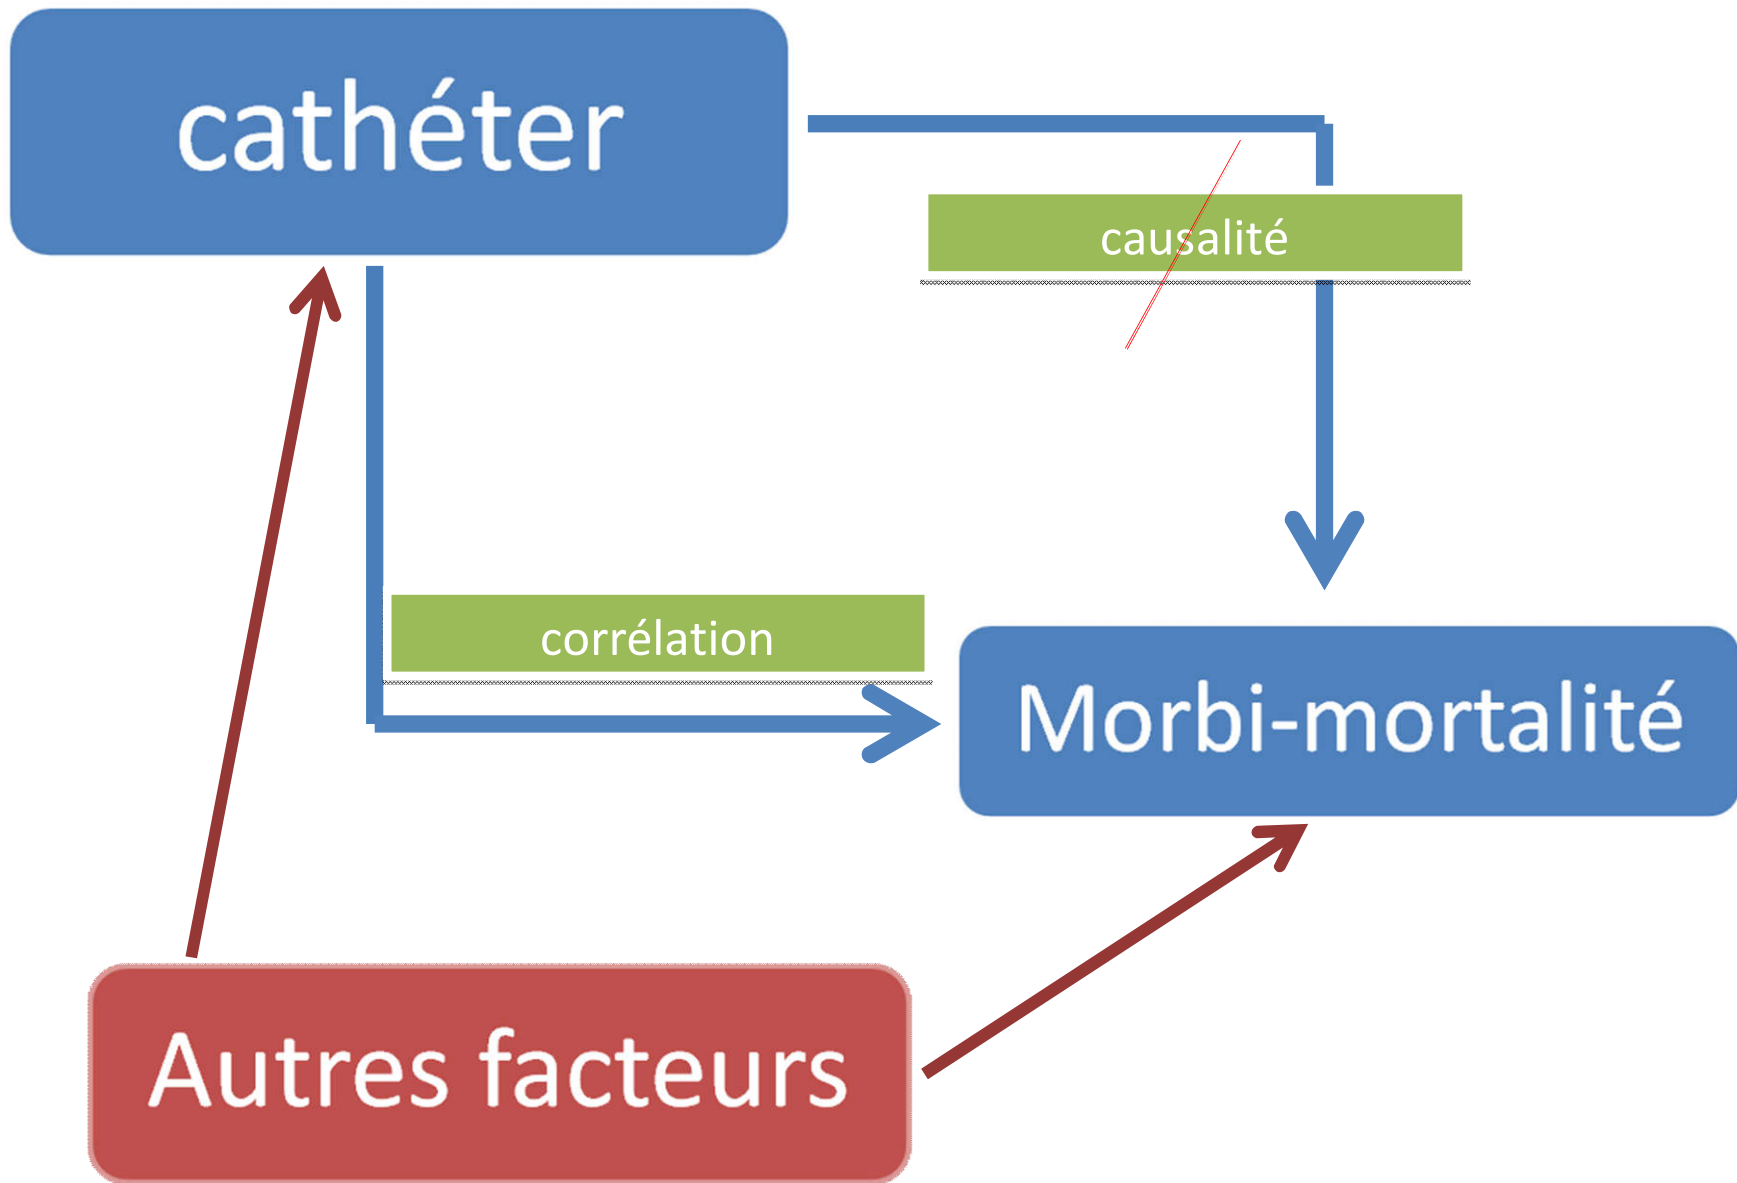 cathéter
causalité
corrélation
Morbi-mortalité
Autres facteurs